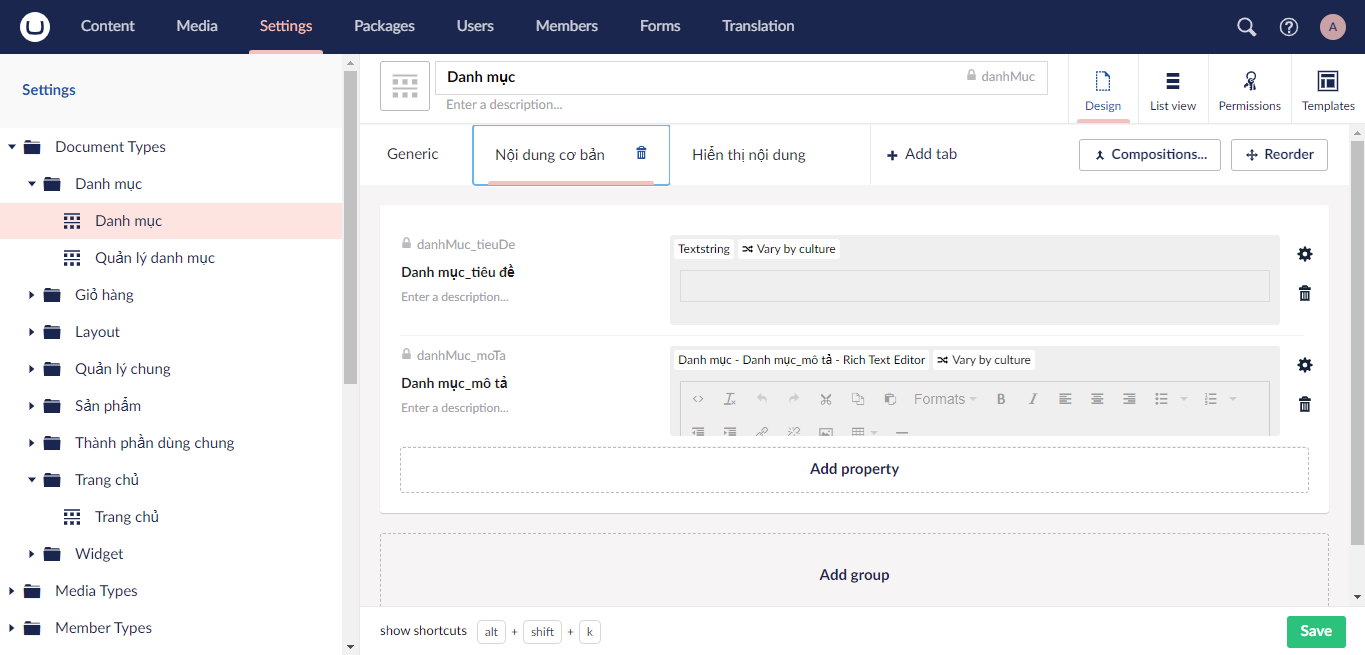 Content Media Settings Packages Users Members Forms Translation A
Settings
Document Types
Danh mục
Danh mục
Quản lý danh mục
Giỏ hàng
Layout
Quản lý chung
Sản phẩm
Thành phần dùng chung
Trang chủ
Trang chủ
Widget
Media Types
Member Types
Danh mục danhMuc
Enter a description...
Design List view Permissions Templates
Generic Nội dung cơ bản Hiển thị nội dung Add tab Compositions... Reorder
danhMuc_tieuDe
Danh mục_tiêu đề
Enter a description...
Textstring Vary by culture
danhMuc_moTa
Danh mục_mô tả
Enter a description...
Danh mục - Danh mục_mô tả - Rich Text Editor Vary by culture
Formats B I
Add property
Add group
show shortcuts alt + shift + k
Save